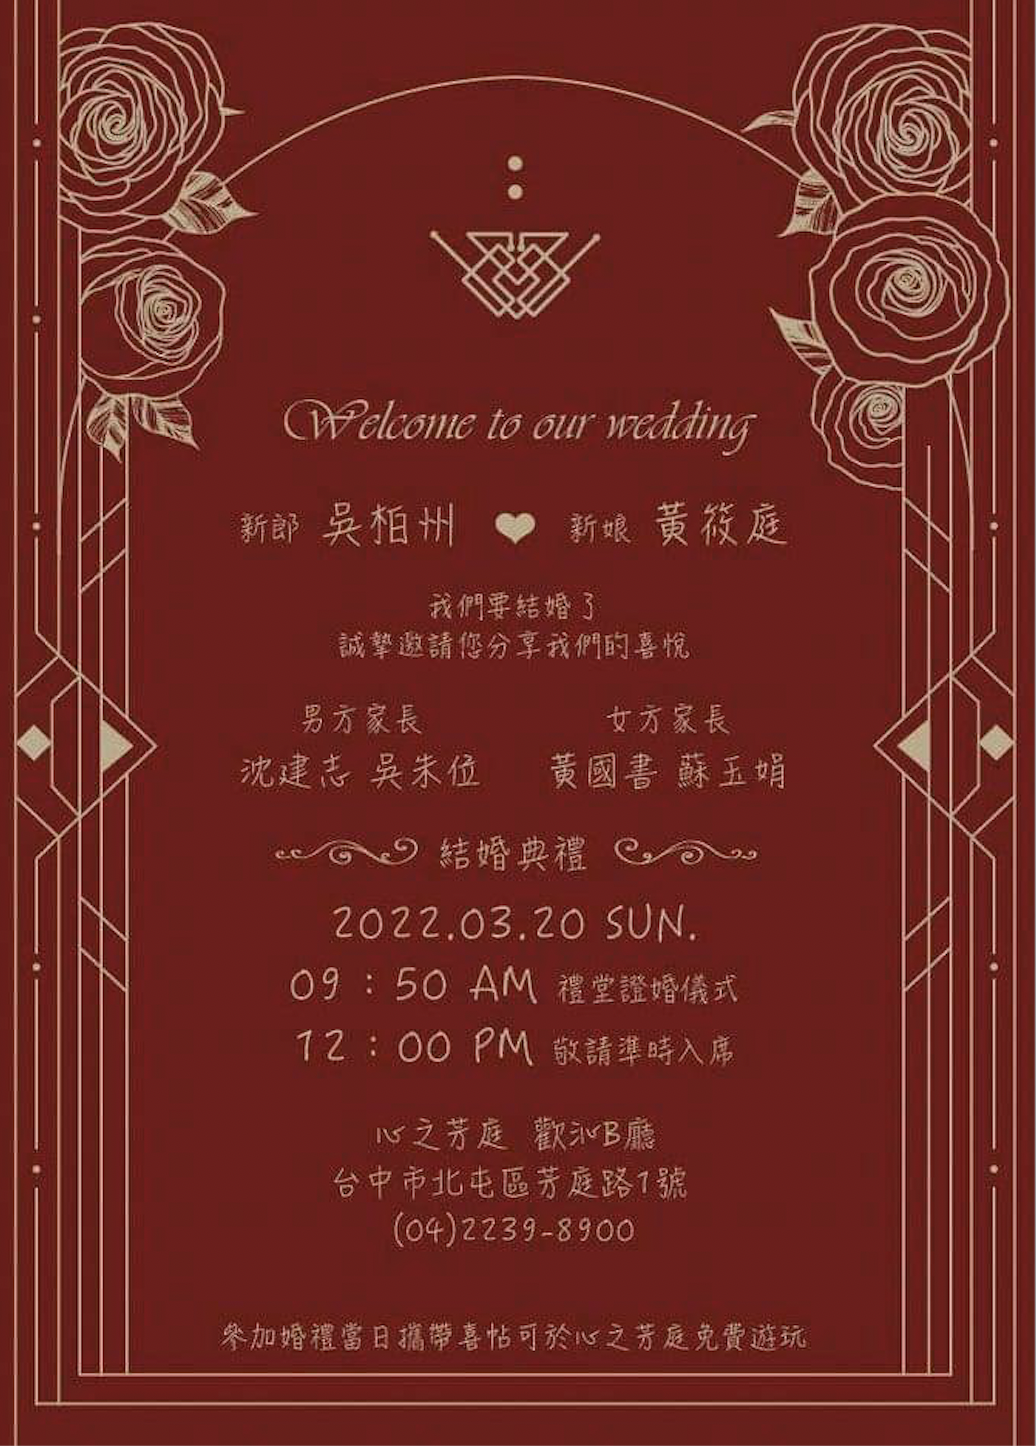 Welcome to our wedding
新郎 吳柏州 新娘 黃筱庭
我們要結婚了
誠摯邀請您分享我們的喜悅
男方家長 女方家長
沈建志 吳朱位 黃國書 蘇玉娟
結婚典禮
2022.03.20 SUN.
09：50 AM 禮堂證婚儀式
12：00 PM 敬請準時入席
心之芳庭 歡沁B廳
台中市北屯區芳庭路1號
(04)2239-8900
參加婚禮當日攜帶喜帖可於心之芳庭免費遊玩